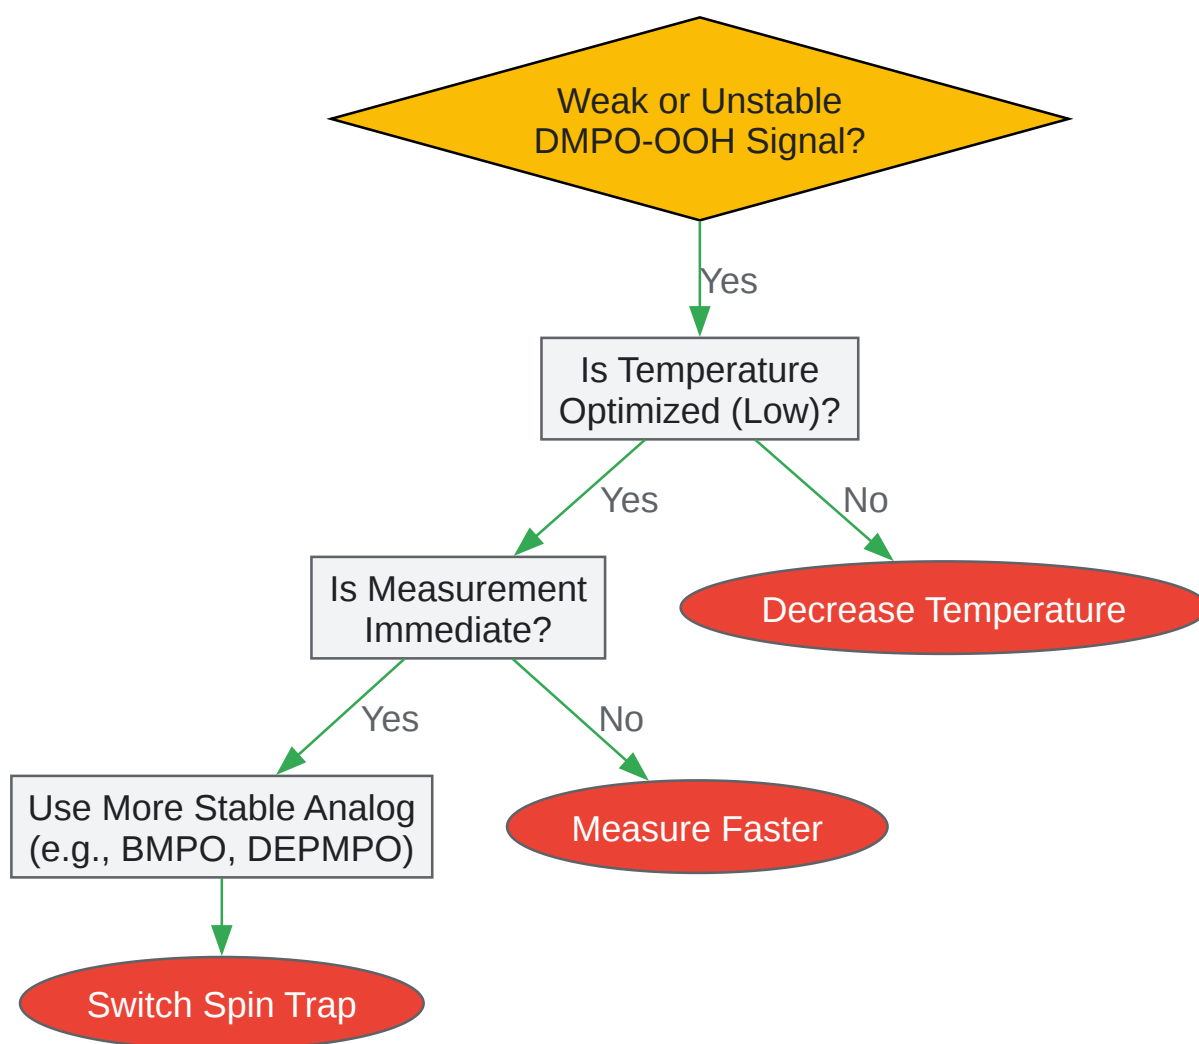 Weak or Unstable
DMPO-OOH Signal?
Yes
Is Temperature
Optimized (Low)?
Yes
No
Is Measurement
Immediate?
Decrease Temperature
Yes
No
Use More Stable Analog
(e.g., BMPO, DEPMPO)
Measure Faster
Switch Spin Trap